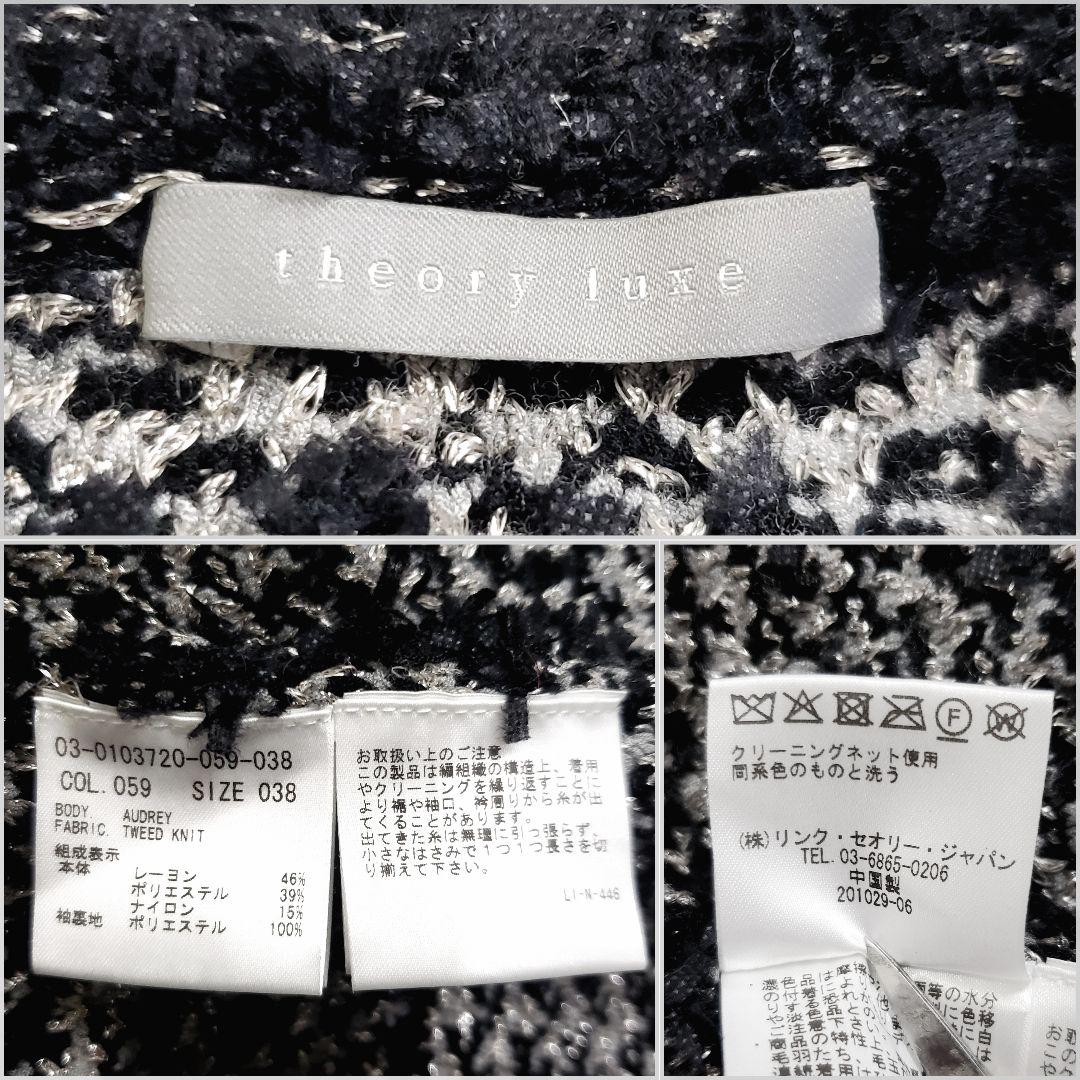 theory luxe
03-0103720-059-038
COL. 059 SIZE 038
BODY. AUDREY
FABRIC. TWEED KNIT
組成表示
本体 レーヨン 46%
ポリエステル 39%
ナイロン 15%
袖裏地 ポリエステル 100%
お取扱い上のご注意
この製品は編組織の構造上、着用
やクリーニングを繰り返すことに
より裾や袖口、衿周りから糸が出
てくることがあります。
出てきた糸は無理に引っ張らず、
小さなはさみで1つ1つ長さを切
り揃えて下さい。
LI-N-446
F
W
クリーニングネット使用
同系色のものと洗う
(株)リンク・セオリー・ジャパン
TEL. 03-6865-0206
中国製
201029-06
等の水分
に色移